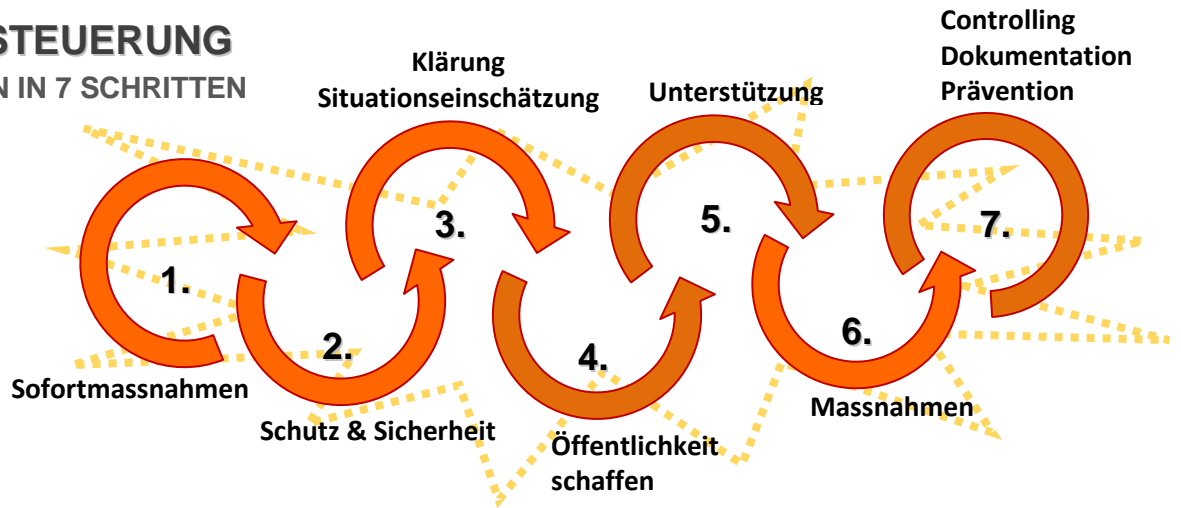 STEUERUNG
N IN 7 SCHRITTEN
1.
Sofortmassnahmen
2.
Schutz & Sicherheit
Klärung
Situationseinschätzung
3.
4.
Öffentlichkeit
schaffen
Unterstützung
5.
6.
Massnahmen
Controlling
Dokumentation
Prävention
7.